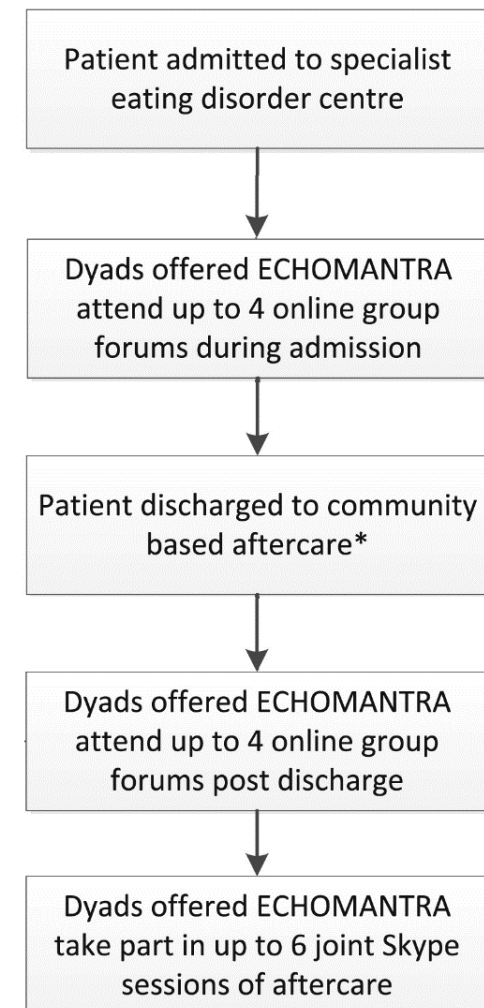 Patient admitted to specialist
eating disorder centre
Dyads offered ECHOMANTRA
attend up to 4 online group
forums during admission
Patient discharged to community
based aftercare*
Dyads offered ECHOMANTRA
attend up to 4 online group
forums post discharge
Dyads offered ECHOMANTRA
take part in up to 6 joint Skype
sessions of aftercare